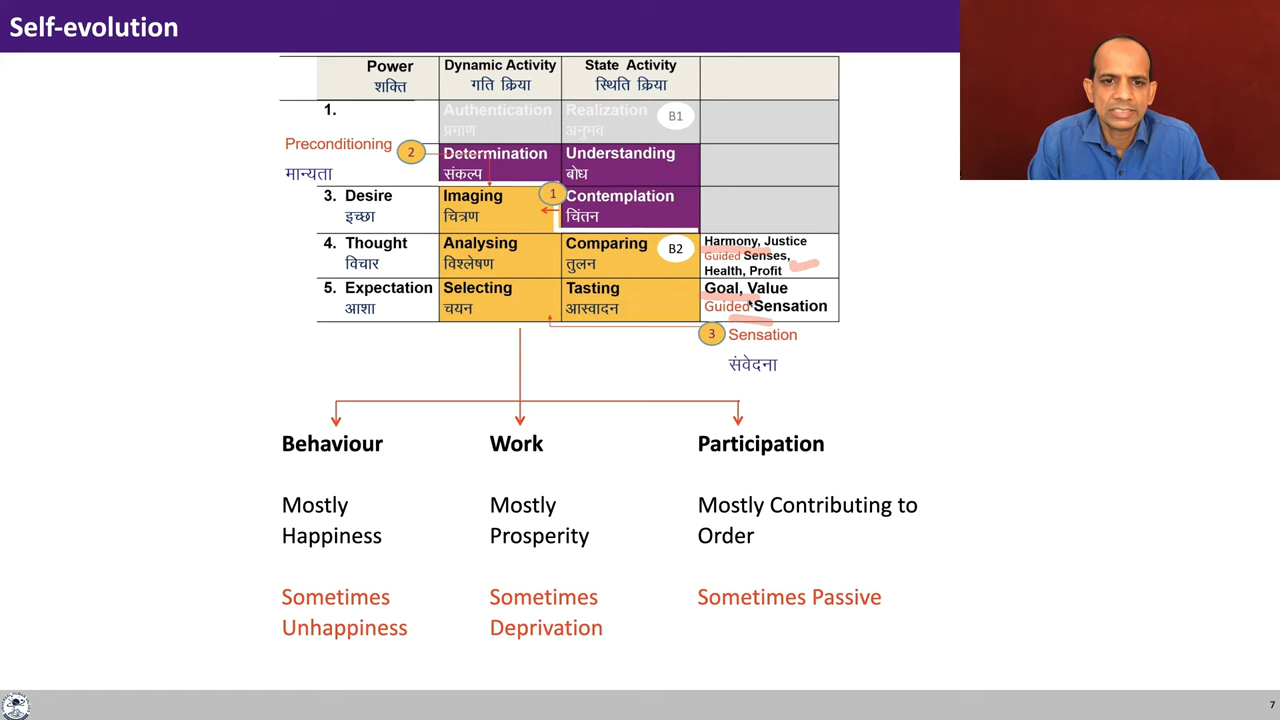 Self-evolution
Power
शक्ति
Dynamic Activity
गति क्रिया
State Activity
स्थिति क्रिया
1.
Authentication
प्रमाण
Realization
अनुभव
B1
Preconditioning
मान्यता
2
Determination
संकल्प
Understanding
बोध
3. Desire
इच्छा
Imaging
चित्रण
1
Contemplation
चिंतन
4. Thought
विचार
Analysing
विश्लेषण
Comparing
तुलन
B2
Harmony, Justice
Guided Senses,
Health, Profit
5. Expectation
आशा
Selecting
चयन
Tasting
आस्वादन
Goal, Value
Guided Sensation
3 Sensation
संवेदना
Behaviour
Work
Participation
Mostly
Happiness
Mostly
Prosperity
Mostly Contributing to
Order
Sometimes
Unhappiness
Sometimes
Deprivation
Sometimes Passive
7